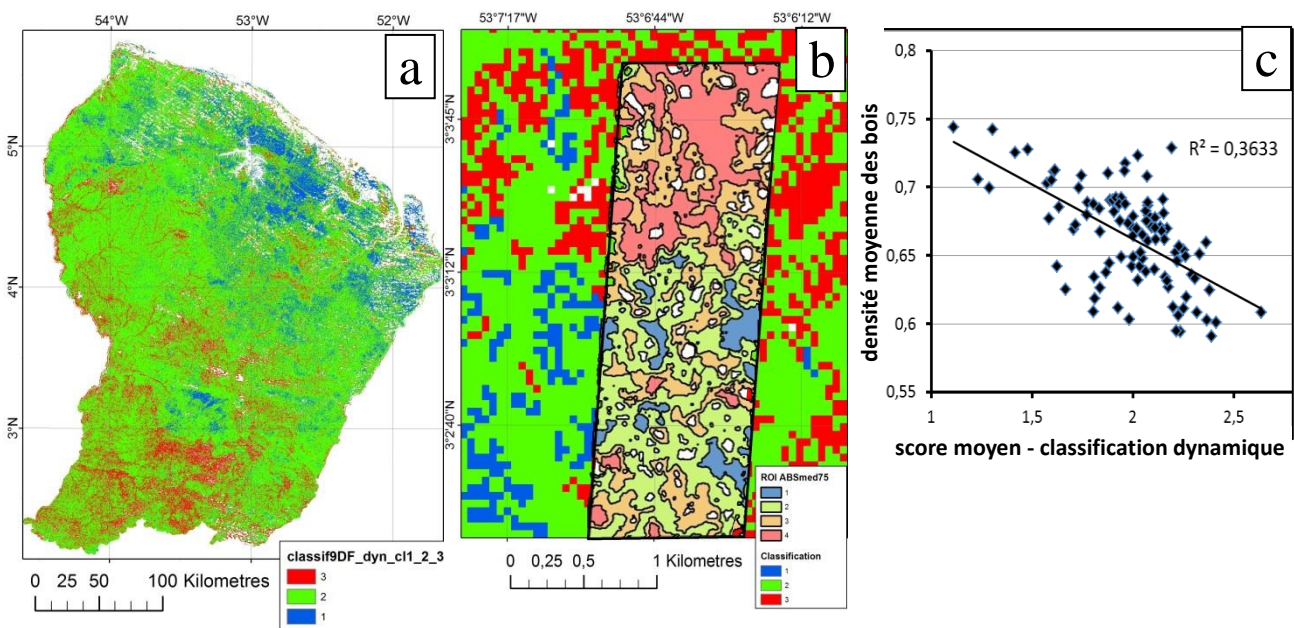 54°W 53°W 52°W
a
5°N
4°N
3°N
0 25 50 100 Kilometres
classif9DF_dyn_cl1_2_3
3
2
1
53°7'17"W 53°6'44"W 53°6'12"W
b
3°3'45"N
3°3'12"N
3°2'40"N
0 0,25 0,5 1 Kilometres
ROI ABSmed75
1
2
3
4
Classification
1
2
3
c
0,8
0,75
0,7
0,65
0,6
0,55
densité moyenne des bois
R² = 0,3633
1 1,5 2 2,5
score moyen - classification dynamique